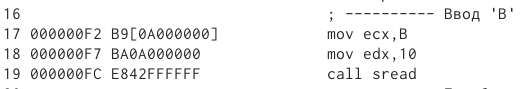 16 ; ---------- Ввод 'B'
17 000000F2 B9[0A000000] mov ecx,B
18 000000F7 BA0A000000 mov edx,10
19 000000FC E842FFFFFF call sread